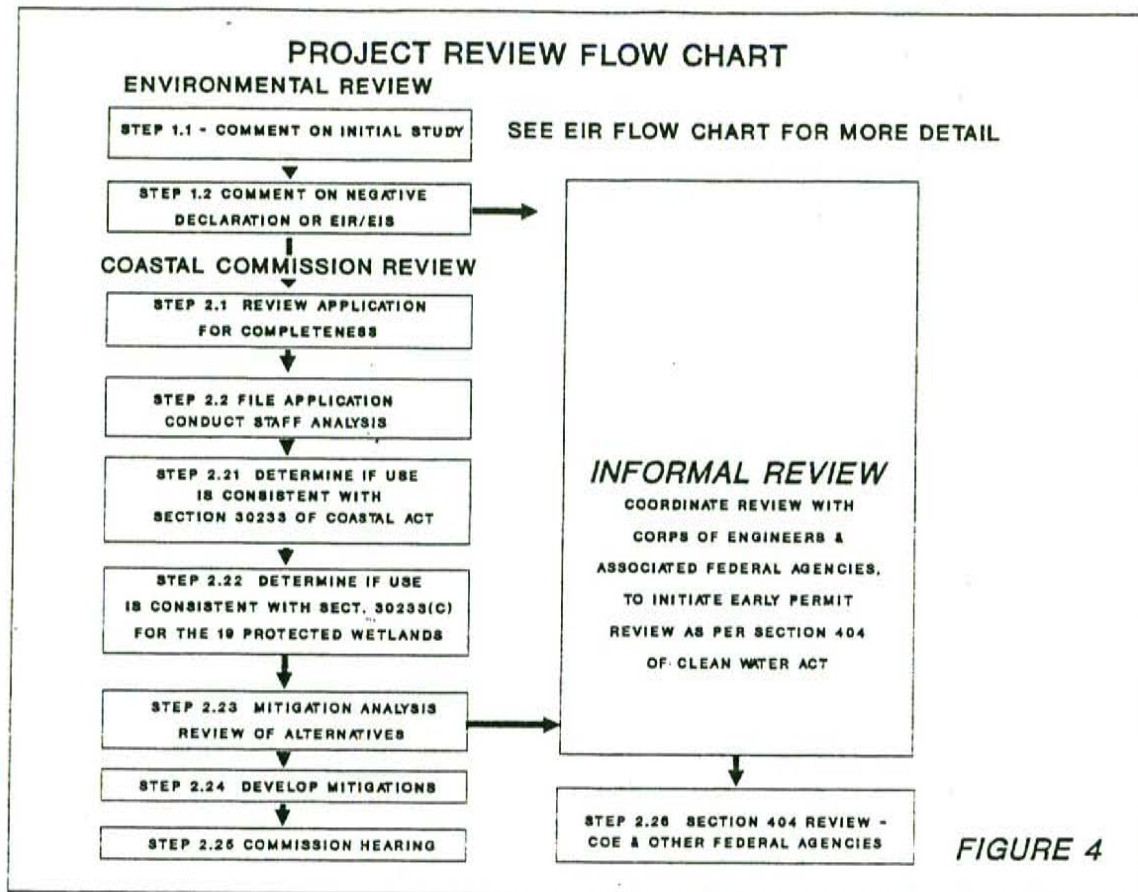 PROJECT REVIEW FLOW CHART
ENVIRONMENTAL REVIEW
STEP 1.1 - COMMENT ON INITIAL STUDY
SEE EIR FLOW CHART FOR MORE DETAIL
STEP 1.2 COMMENT ON NEGATIVE
DECLARATION OR EIR/EIS
COASTAL COMMISSION REVIEW
STEP 2.1 REVIEW APPLICATION
FOR COMPLETENESS
STEP 2.2 FILE APPLICATION
CONDUCT STAFF ANALYSIS
STEP 2.21 DETERMINE IF USE
IS CONSISTENT WITH
SECTION 30233 OF COASTAL ACT
STEP 2.22 DETERMINE IF USE
IS CONSISTENT WITH SECT. 30233(C)
FOR THE 19 PROTECTED WETLANDS
STEP 2.23 MITIGATION ANALYSIS
REVIEW OF ALTERNATIVES
STEP 2.24 DEVELOP MITIGATIONS
STEP 2.25 COMMISSION HEARING
INFORMAL REVIEW
COORDINATE REVIEW WITH
CORPS OF ENGINEERS &
ASSOCIATED FEDERAL AGENCIES,
TO INITIATE EARLY PERMIT
REVIEW AS PER SECTION 404
OF CLEAN WATER ACT
STEP 2.26 SECTION 404 REVIEW -
COE & OTHER FEDERAL AGENCIES
FIGURE 4